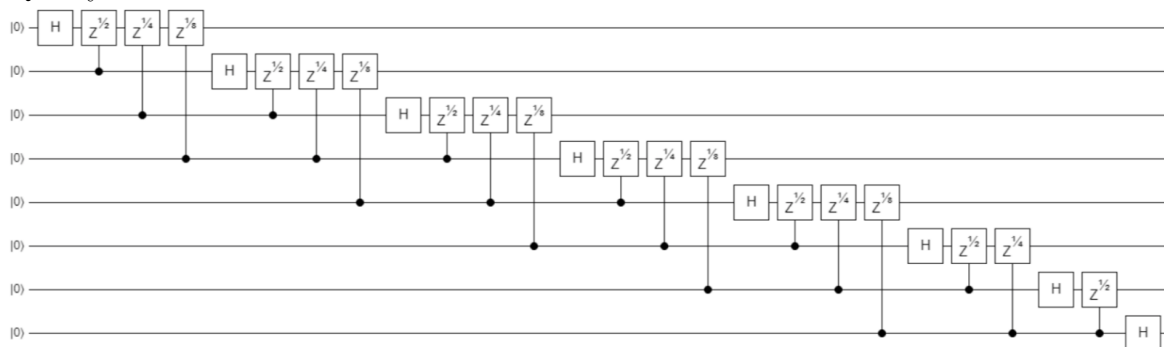 |0⟩ H Z^½ Z^¼ Z^⅛
|0⟩ H Z^½ Z^¼ Z^⅛
|0⟩ H Z^½ Z^¼ Z^⅛
|0⟩ H Z^½ Z^¼ Z^⅛
|0⟩ H Z^½ Z^¼ Z^⅛
|0⟩ H Z^½ Z^¼
|0⟩ H Z^½
|0⟩ H